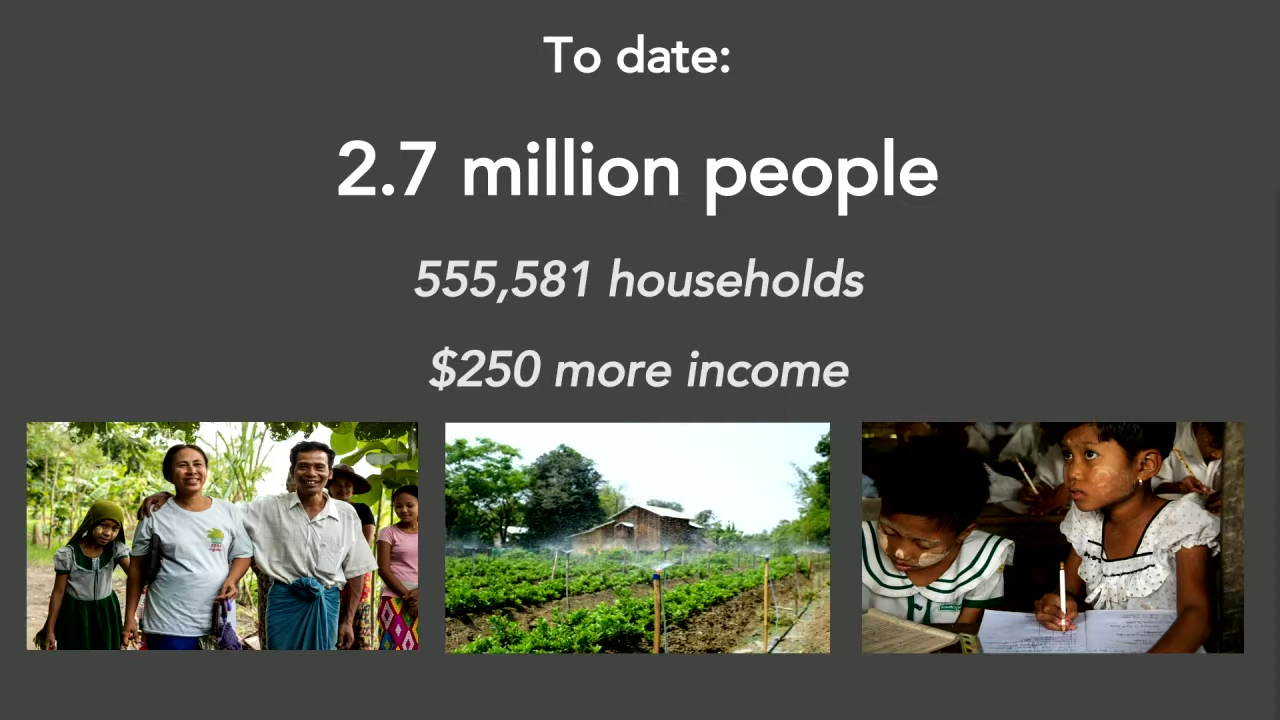 To date:
2.7 million people
555,581 households
$250 more income